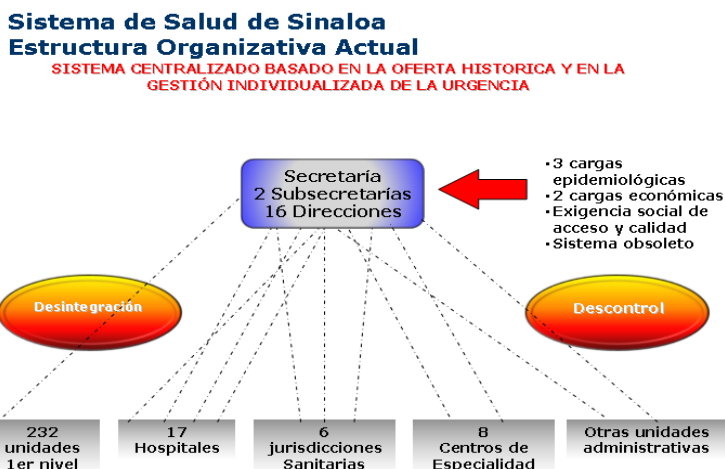 Sistema de Salud de Sinaloa
Estructura Organizativa Actual
SISTEMA CENTRALIZADO BASADO EN LA OFERTA HISTORICA Y EN LA
GESTIÓN INDIVIDUALIZADA DE LA URGENCIA
Secretaría
2 Subsecretarías
16 Direcciones
·3 cargas
epidemiológicas
·2 cargas económicas
·Exigencia social de
acceso y calidad
·Sistema obsoleto
Desintegración
Descontrol
232
unidades
1er nivel
17
Hospitales
6
jurisdicciones
Sanitarias
8
Centros de
Especialidad
Otras unidades
administrativas